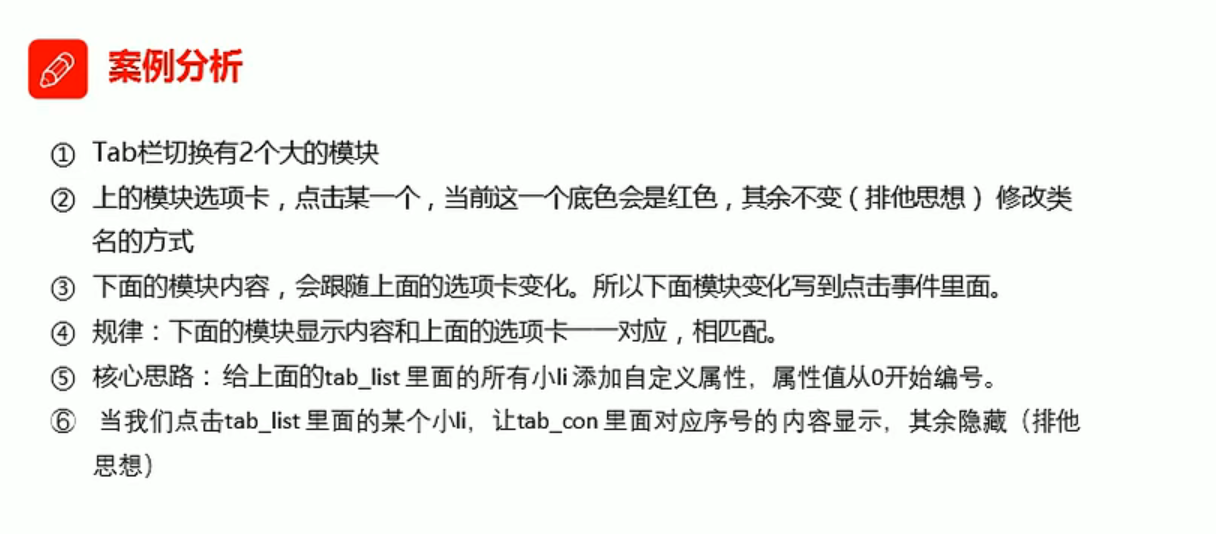 案例分析
① Tab栏切换有2个大的模块
② 上的模块选项卡，点击某一个，当前这一个底色会是红色，其余不变（排他思想） 修改类
名的方式
③ 下面的模块内容，会跟随上面的选项卡变化。所以下面模块变化写到点击事件里面。
④ 规律：下面的模块显示内容和上面的选项卡一一对应，相匹配。
⑤ 核心思路： 给上面的tab_list 里面的所有小li 添加自定义属性，属性值从0开始编号。
⑥ 当我们点击tab_list 里面的某个小li，让tab_con 里面对应序号的 内容显示，其余隐藏（排他
思想）